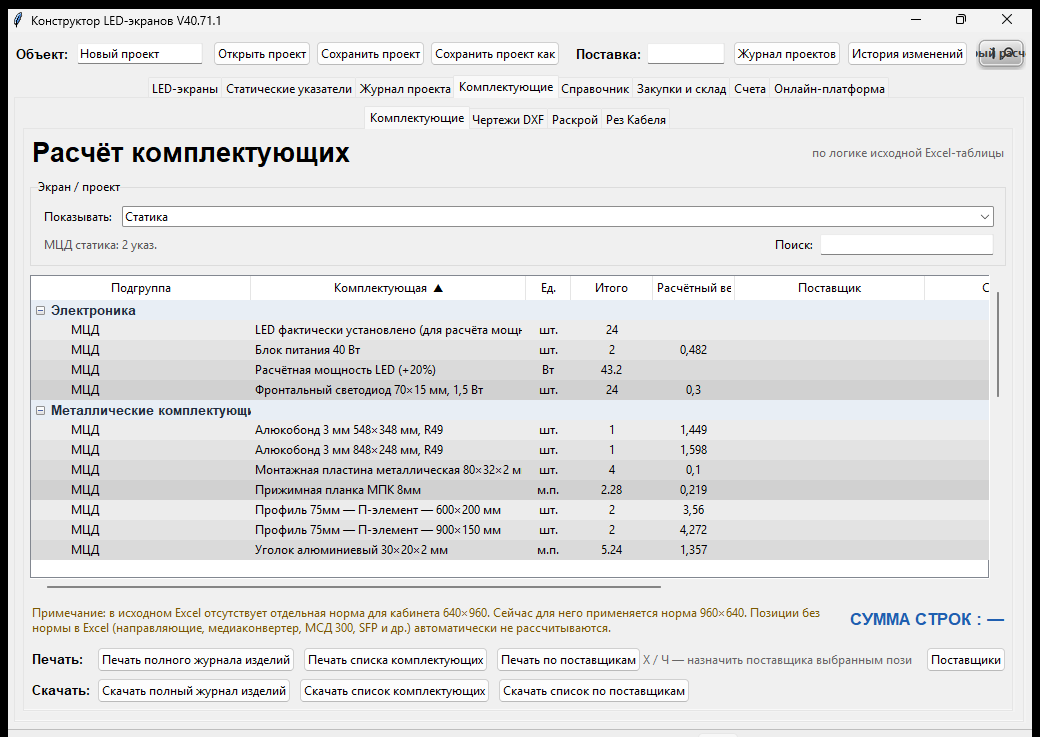 Конструктор LED-экранов V40.71.1
Объект: Новый проект Открыть проект Сохранить проект Сохранить проект как Поставка: Журнал проектов История изменений
LED-экраны Статические указатели Журнал проекта Комплектующие Справочник Закупки и склад Счета Онлайн-платформа
Комплектующие Чертежи DXF Раскрой Рез Кабеля
Расчёт комплектующих
по логике исходной Excel-таблицы
Экран / проект
Показывать: Статика
МЦД статика: 2 указ. Поиск:
Подгруппа Комплектующая ▲ Ед. Итого Расчётный ве Поставщик С
Электроника
МЦД LED фактически установлено (для расчёта мощн шт. 24
МЦД Блок питания 40 Вт шт. 2 0,482
МЦД Расчётная мощность LED (+20%) Вт 43.2
МЦД Фронтальный светодиод 70×15 мм, 1,5 Вт шт. 24 0,3
Металлические комплектующи
МЦД Алюкобонд 3 мм 548×348 мм, R49 шт. 1 1,449
МЦД Алюкобонд 3 мм 848×248 мм, R49 шт. 1 1,598
МЦД Монтажная пластина металлическая 80×32×2 м шт. 4 0,1
МЦД Прижимная планка МПК 8мм м.п. 2.28 0,219
МЦД Профиль 75мм — П-элемент — 600×200 мм шт. 2 3,56
МЦД Профиль 75мм — П-элемент — 900×150 мм шт. 2 4,272
МЦД Уголок алюминиевый 30×20×2 мм м.п. 5.24 1,357
Примечание: в исходном Excel отсутствует отдельная норма для кабинета 640×960. Сейчас для него применяется норма 960×640. Позиции без
нормы в Excel (направляющие, медиаконвертер, МСД 300, SFP и др.) автоматически не рассчитываются.
СУММА СТРОК : —
Печать: Печать полного журнала изделий Печать списка комплектующих Печать по поставщикам Х / Ч — назначить поставщика выбранным пози Поставщики
Скачать: Скачать полный журнал изделий Скачать список комплектующих Скачать список по поставщикам